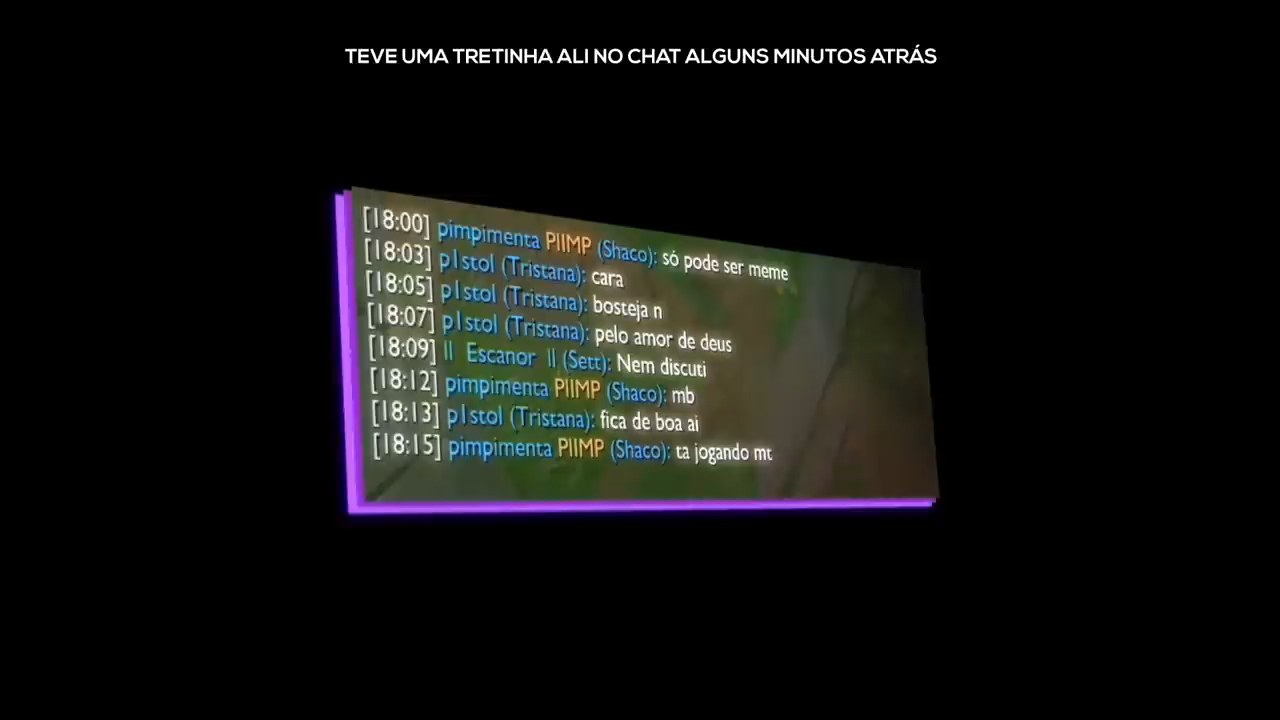 TEVE UMA TRETINHA ALI NO CHAT ALGUNS MINUTOS ATRÁS
[18:00] pimpimenta PIIMP (Shaco): só pode ser meme
[18:03] p1stol (Tristana): cara
[18:05] p1stol (Tristana): bosteja n
[18:07] p1stol (Tristana): pelo amor de deus
[18:09] || Escanor || (Sett): Nem discuti
[18:12] pimpimenta PIIMP (Shaco): mb
[18:13] p1stol (Tristana): fica de boa ai
[18:15] pimpimenta PIIMP (Shaco): ta jogando mt